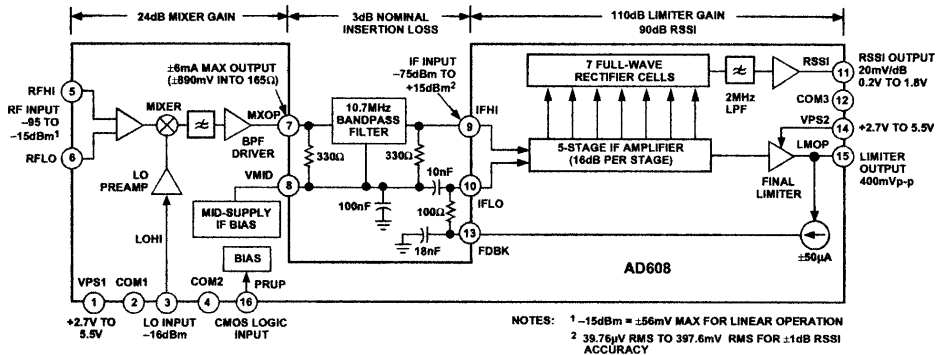 24dB MIXER GAIN
3dB NOMINAL
INSERTION LOSS
110dB LIMITER GAIN
90dB RSSI
±6mA MAX OUTPUT
(±890mV INTO 165Ω)
IF INPUT
–75dBm TO
+15dBm2
RFHI
5
RF INPUT
–95 TO
–15dBm1
6
RFLO
MIXER
MXOP
7
BPF
DRIVER
LO
PREAMP
10.7MHz
BANDPASS
FILTER
330Ω
330Ω
VMID
8
MID-SUPPLY
IF BIAS
100nF
10nF
100Ω
18nF
IFHI
9
10
IFLO
13
FDBK
7 FULL-WAVE
RECTIFIER CELLS
2MHz
LPF
5-STAGE IF AMPLIFIER
(16dB PER STAGE)
FINAL
LIMITER
RSSI
11
RSSI OUTPUT
20mV/dB
0.2V TO 1.8V
COM3
12
VPS2
14
+2.7V TO 5.5V
LMOP
15
LIMITER
OUTPUT
400mVp-p
±50µA
AD608
LOHI
BIAS
PRUP
VPS1
COM1
COM2
1
2
3
4
16
+2.7V TO
5.5V
LO INPUT
–16dBm
CMOS LOGIC
INPUT
NOTES: 1 –15dBm = ±56mV MAX FOR LINEAR OPERATION
2 39.76µV RMS TO 397.6mV RMS FOR ±1dB RSSI
ACCURACY